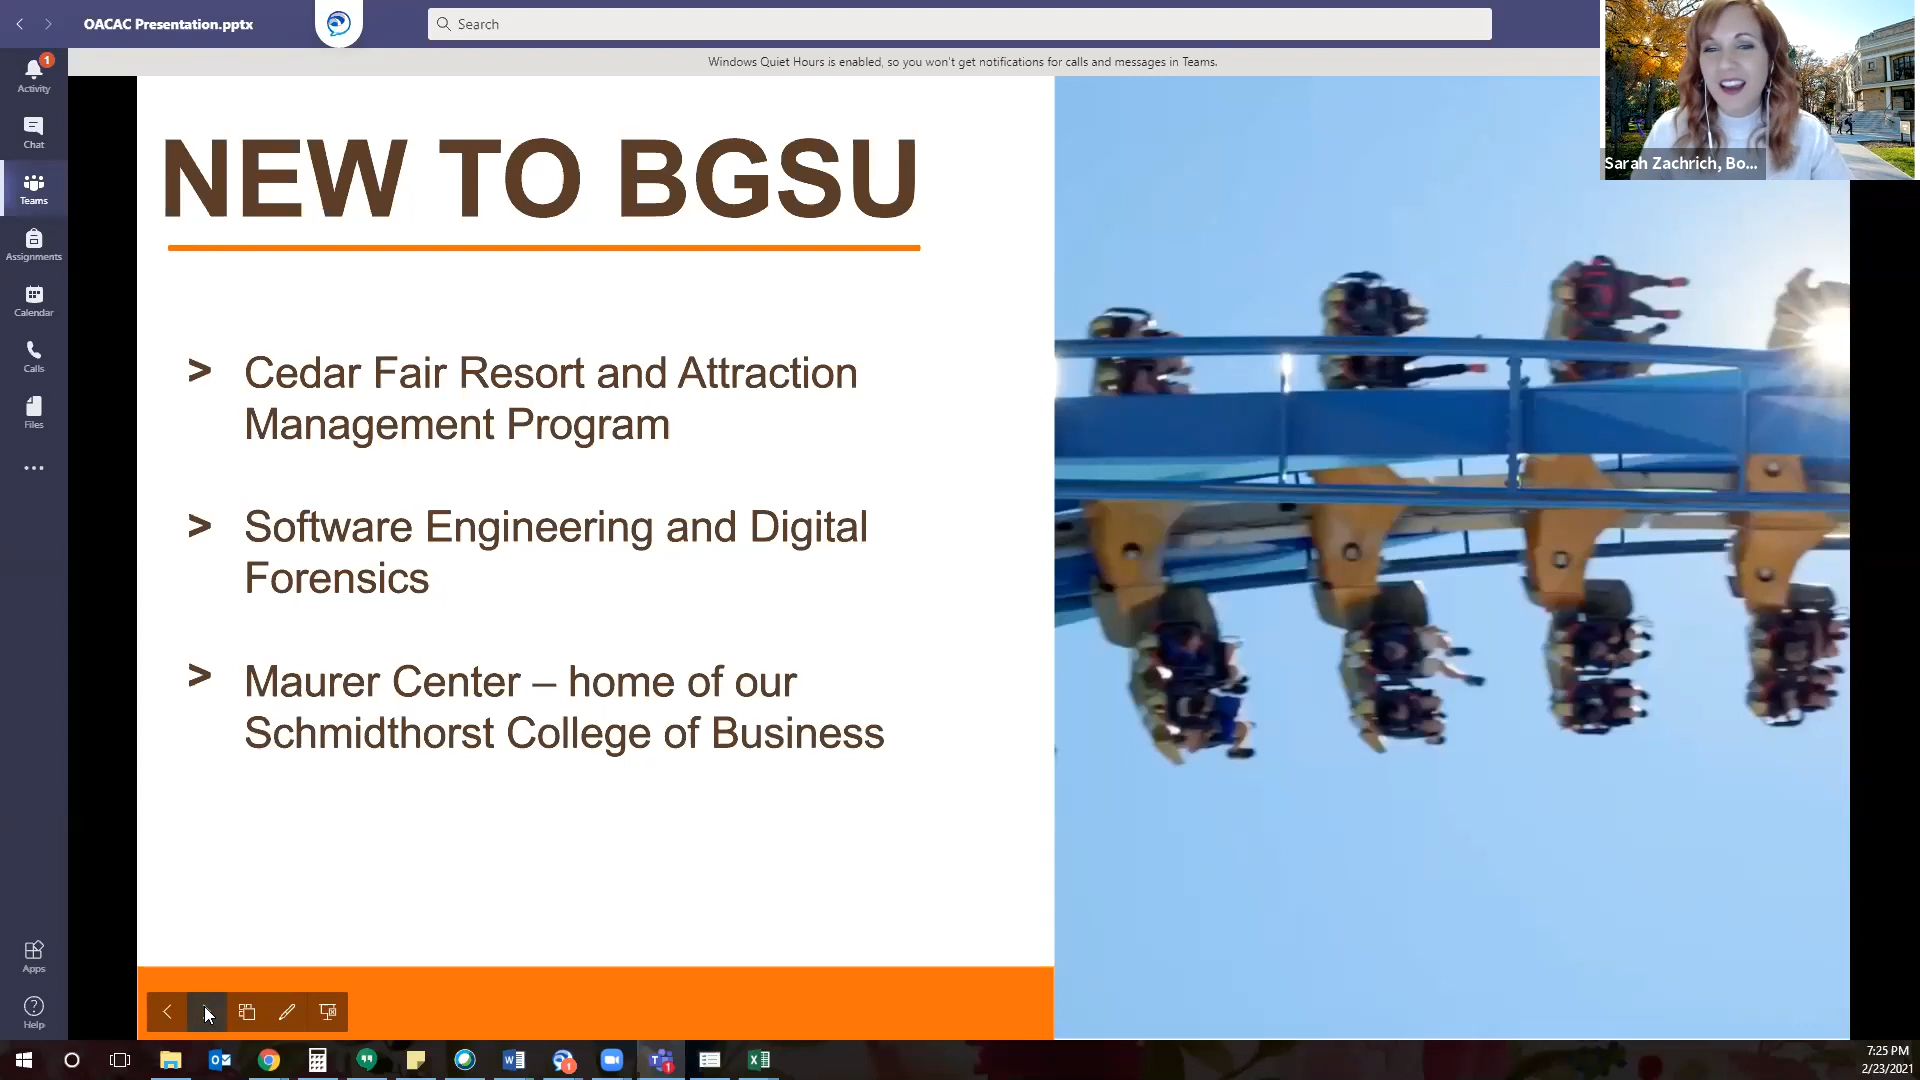 OACAC Presentation.pptx
Search
Windows Quiet Hours is enabled, so you won't get notifications for calls and messages in Teams.
1
Activity
Chat
Teams
Assignments
Calendar
Calls
Files
Apps
Help
Sarah Zachrich, Bo...
NEW TO BGSU
> Cedar Fair Resort and Attraction
Management Program
> Software Engineering and Digital
Forensics
> Maurer Center – home of our
Schmidthorst College of Business
7:25 PM
2/23/2021